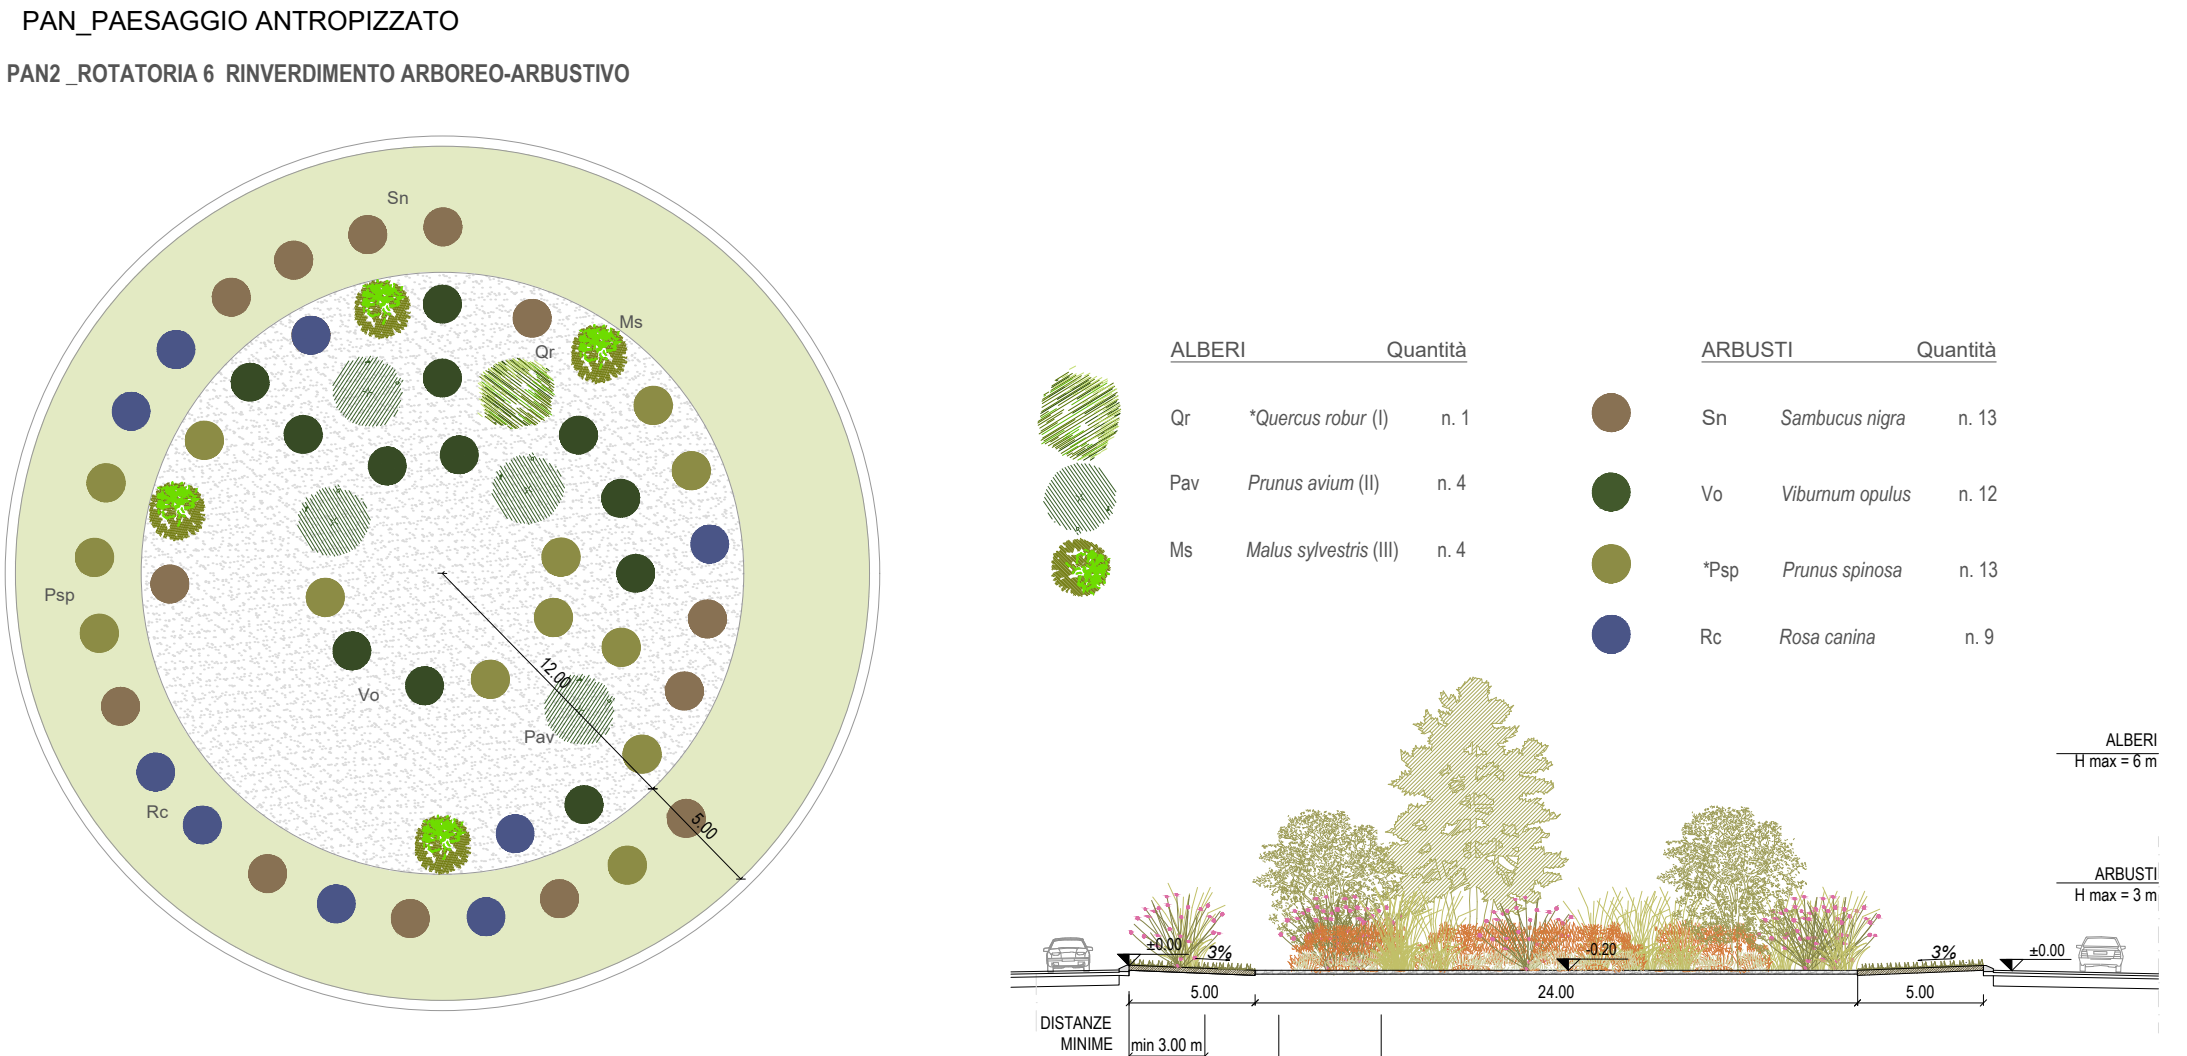 PAN_PAESAGGIO ANTROPIZZATO
PAN2 _ROTATORIA 6 RINVERDIMENTO ARBOREO-ARBUSTIVO
Sn
Ms
Qr
Psp
Vo
Pav
Rc
12.00
5.00
ALBERI Quantità
Qr *Quercus robur (I) n. 1
Pav Prunus avium (II) n. 4
Ms Malus sylvestris (III) n. 4
ARBUSTI Quantità
Sn Sambucus nigra n. 13
Vo Viburnum opulus n. 12
*Psp Prunus spinosa n. 13
Rc Rosa canina n. 9
ALBERI
H max = 6 m
ARBUSTI
H max = 3 m
±0.00 3% -0.20 3% ±0.00
5.00 24.00 5.00
DISTANZE
MINIME min 3.00 m